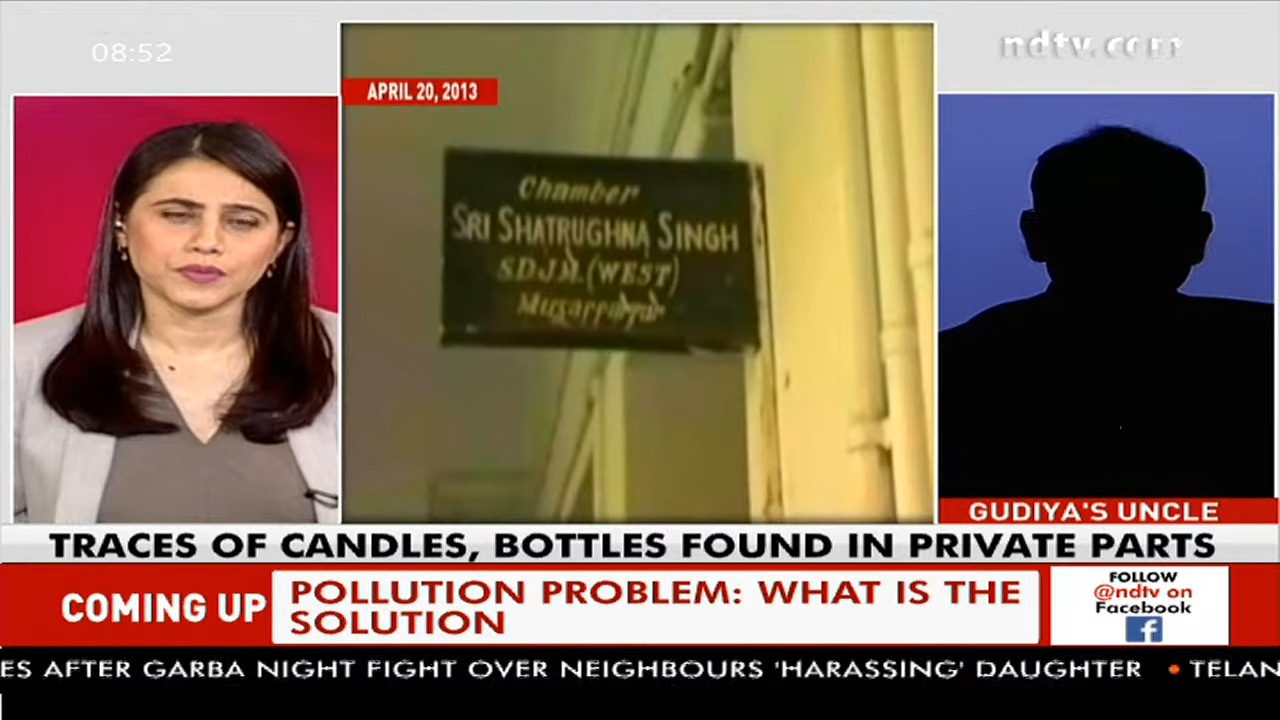 08:52
ndtv.com
APRIL 20, 2013
Chamber
SRI SHATRUGHNA SINGH
S.D.J.M. (WEST)
GUDIYA'S UNCLE
TRACES OF CANDLES, BOTTLES FOUND IN PRIVATE PARTS
COMING UP
POLLUTION PROBLEM: WHAT IS THE
SOLUTION
FOLLOW
@ndtv on
Facebook
ES AFTER GARBA NIGHT FIGHT OVER NEIGHBOURS 'HARASSING' DAUGHTER • TELAN